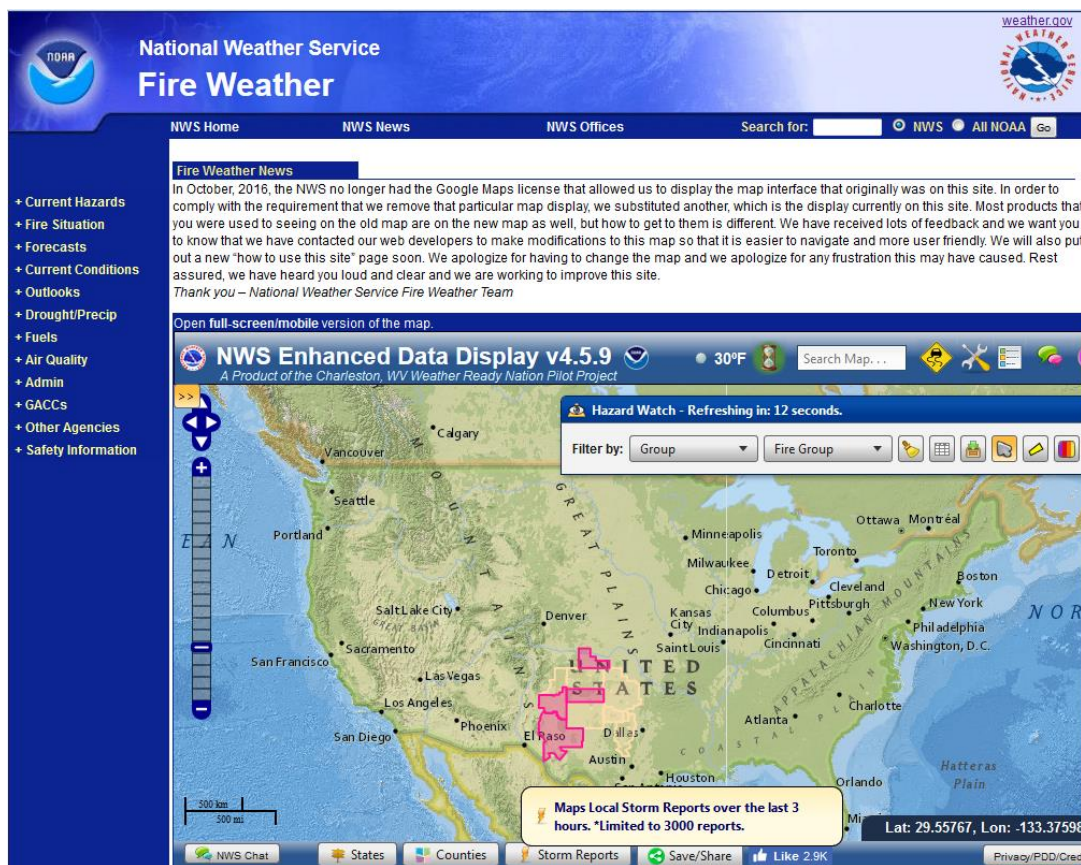 weather.gov
NOAA
NATIONAL WEATHER SERVICE
National Weather Service
Fire Weather
NWS Home NWS News NWS Offices Search for: NWS All NOAA Go
Fire Weather News
In October, 2016, the NWS no longer had the Google Maps license that allowed us to display the map interface that originally was on this site. In order to
comply with the requirement that we remove that particular map display, we substituted another, which is the display currently on this site. Most products that
you were used to seeing on the old map are on the new map as well, but how to get to them is different. We have received lots of feedback and we want you
to know that we have contacted our web developers to make modifications to this map so that it is easier to navigate and more user friendly. We will also put
out a new "how to use this site" page soon. We apologize for having to change the map and we apologize for any frustration this may have caused. Rest
assured, we have heard you loud and clear and we are working to improve this site.
Thank you – National Weather Service Fire Weather Team
+ Current Hazards
+ Fire Situation
+ Forecasts
+ Current Conditions
+ Outlooks
+ Drought/Precip
+ Fuels
+ Air Quality
+ Admin
+ GACCs
+ Other Agencies
+ Safety Information
Open full-screen/mobile version of the map.
NWS Enhanced Data Display v4.5.9
A Product of the Charleston, WV Weather Ready Nation Pilot Project
30ºF
Search Map. . .
>>
Hazard Watch - Refreshing in: 12 seconds.
Filter by: Group Fire Group
Calgary
Vancouver
Seattle
Portland
EAN
MOUNTAINS
GREAT PLAINS
Minneapolis
Milwaukee
Chicago
Detroit
Toronto
Ottawa
Montréal
Cleveland
Boston
Pittsburgh
New York
Columbus
Philadelphia
Indianapolis
Cincinnati
Washington, D.C.
NOR
Salt Lake City
GREAT BASIN
Denver
Kansas
City
Saint Louis
Sacramento
San Francisco
Las Vegas
Los Angeles
UNITED
STATES
APPALACHIAN MOUNTAINS
Phoenix
San Diego
El Paso
Dallas
Atlanta
Charlotte
COASTAL PLAIN
Austin
Houston
Orlando
Hatteras
Plain
500 km
500 mi
Maps Local Storm Reports over the last 3
hours. *Limited to 3000 reports.
Lat: 29.55767, Lon: -133.37598
NWS Chat States Counties Storm Reports Save/Share Like 2.9K Privacy/PDD/Cred